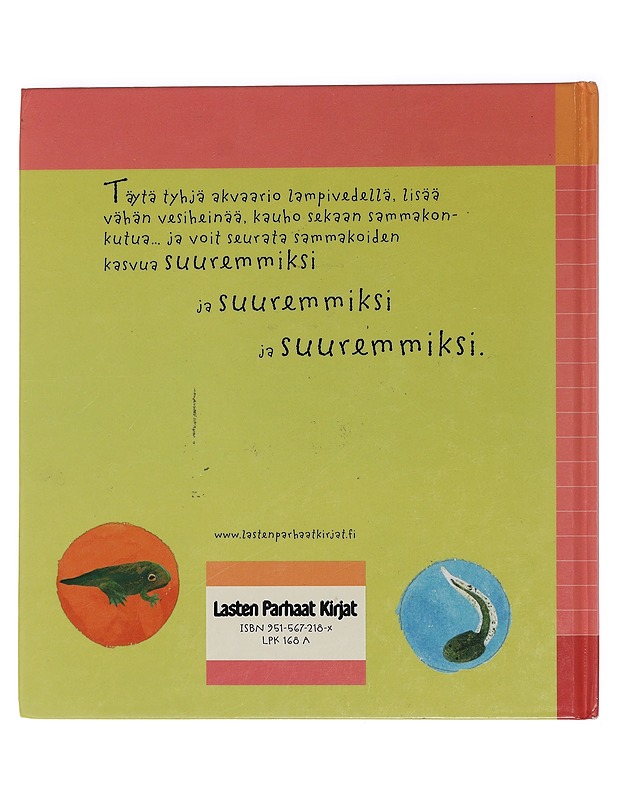 Täytä tyhjä akvaario lampivedellä, lisää
vähän vesiheinää, kauho sekaan sammakon-
kutua... ja voit seurata sammakoiden
kasvua suuremmiksi
ja suuremmiksi
ja suuremmiksi.
www.lastenparhaatkirjat.fi
Lasten Parhaat Kirjat
ISBN 951-567-218-x
LPK 168 A